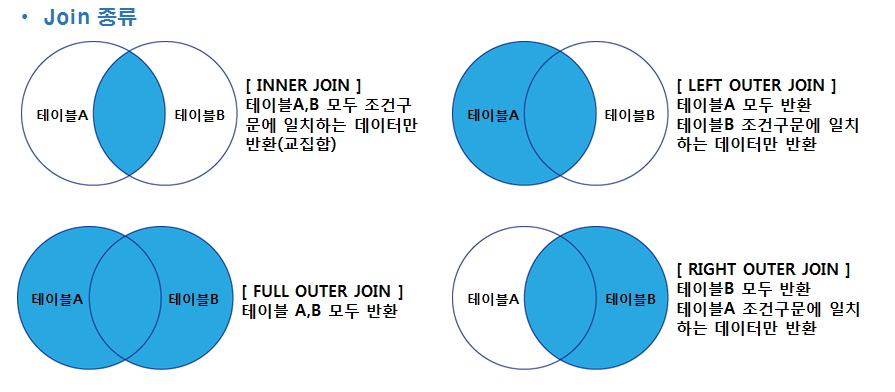 • Join 종류
테이블A
테이블B
[ INNER JOIN ]
테이블A,B 모두 조건구
문에 일치하는 데이터만
반환(교집합)
테이블A
테이블B
[ LEFT OUTER JOIN ]
테이블A 모두 반환
테이블B 조건구문에 일치
하는 데이터만 반환
테이블A
테이블B
[ FULL OUTER JOIN ]
테이블 A,B 모두 반환
테이블A
테이블B
[ RIGHT OUTER JOIN ]
테이블B 모두 반환
테이블A 조건구문에 일치
하는 데이터만 반환